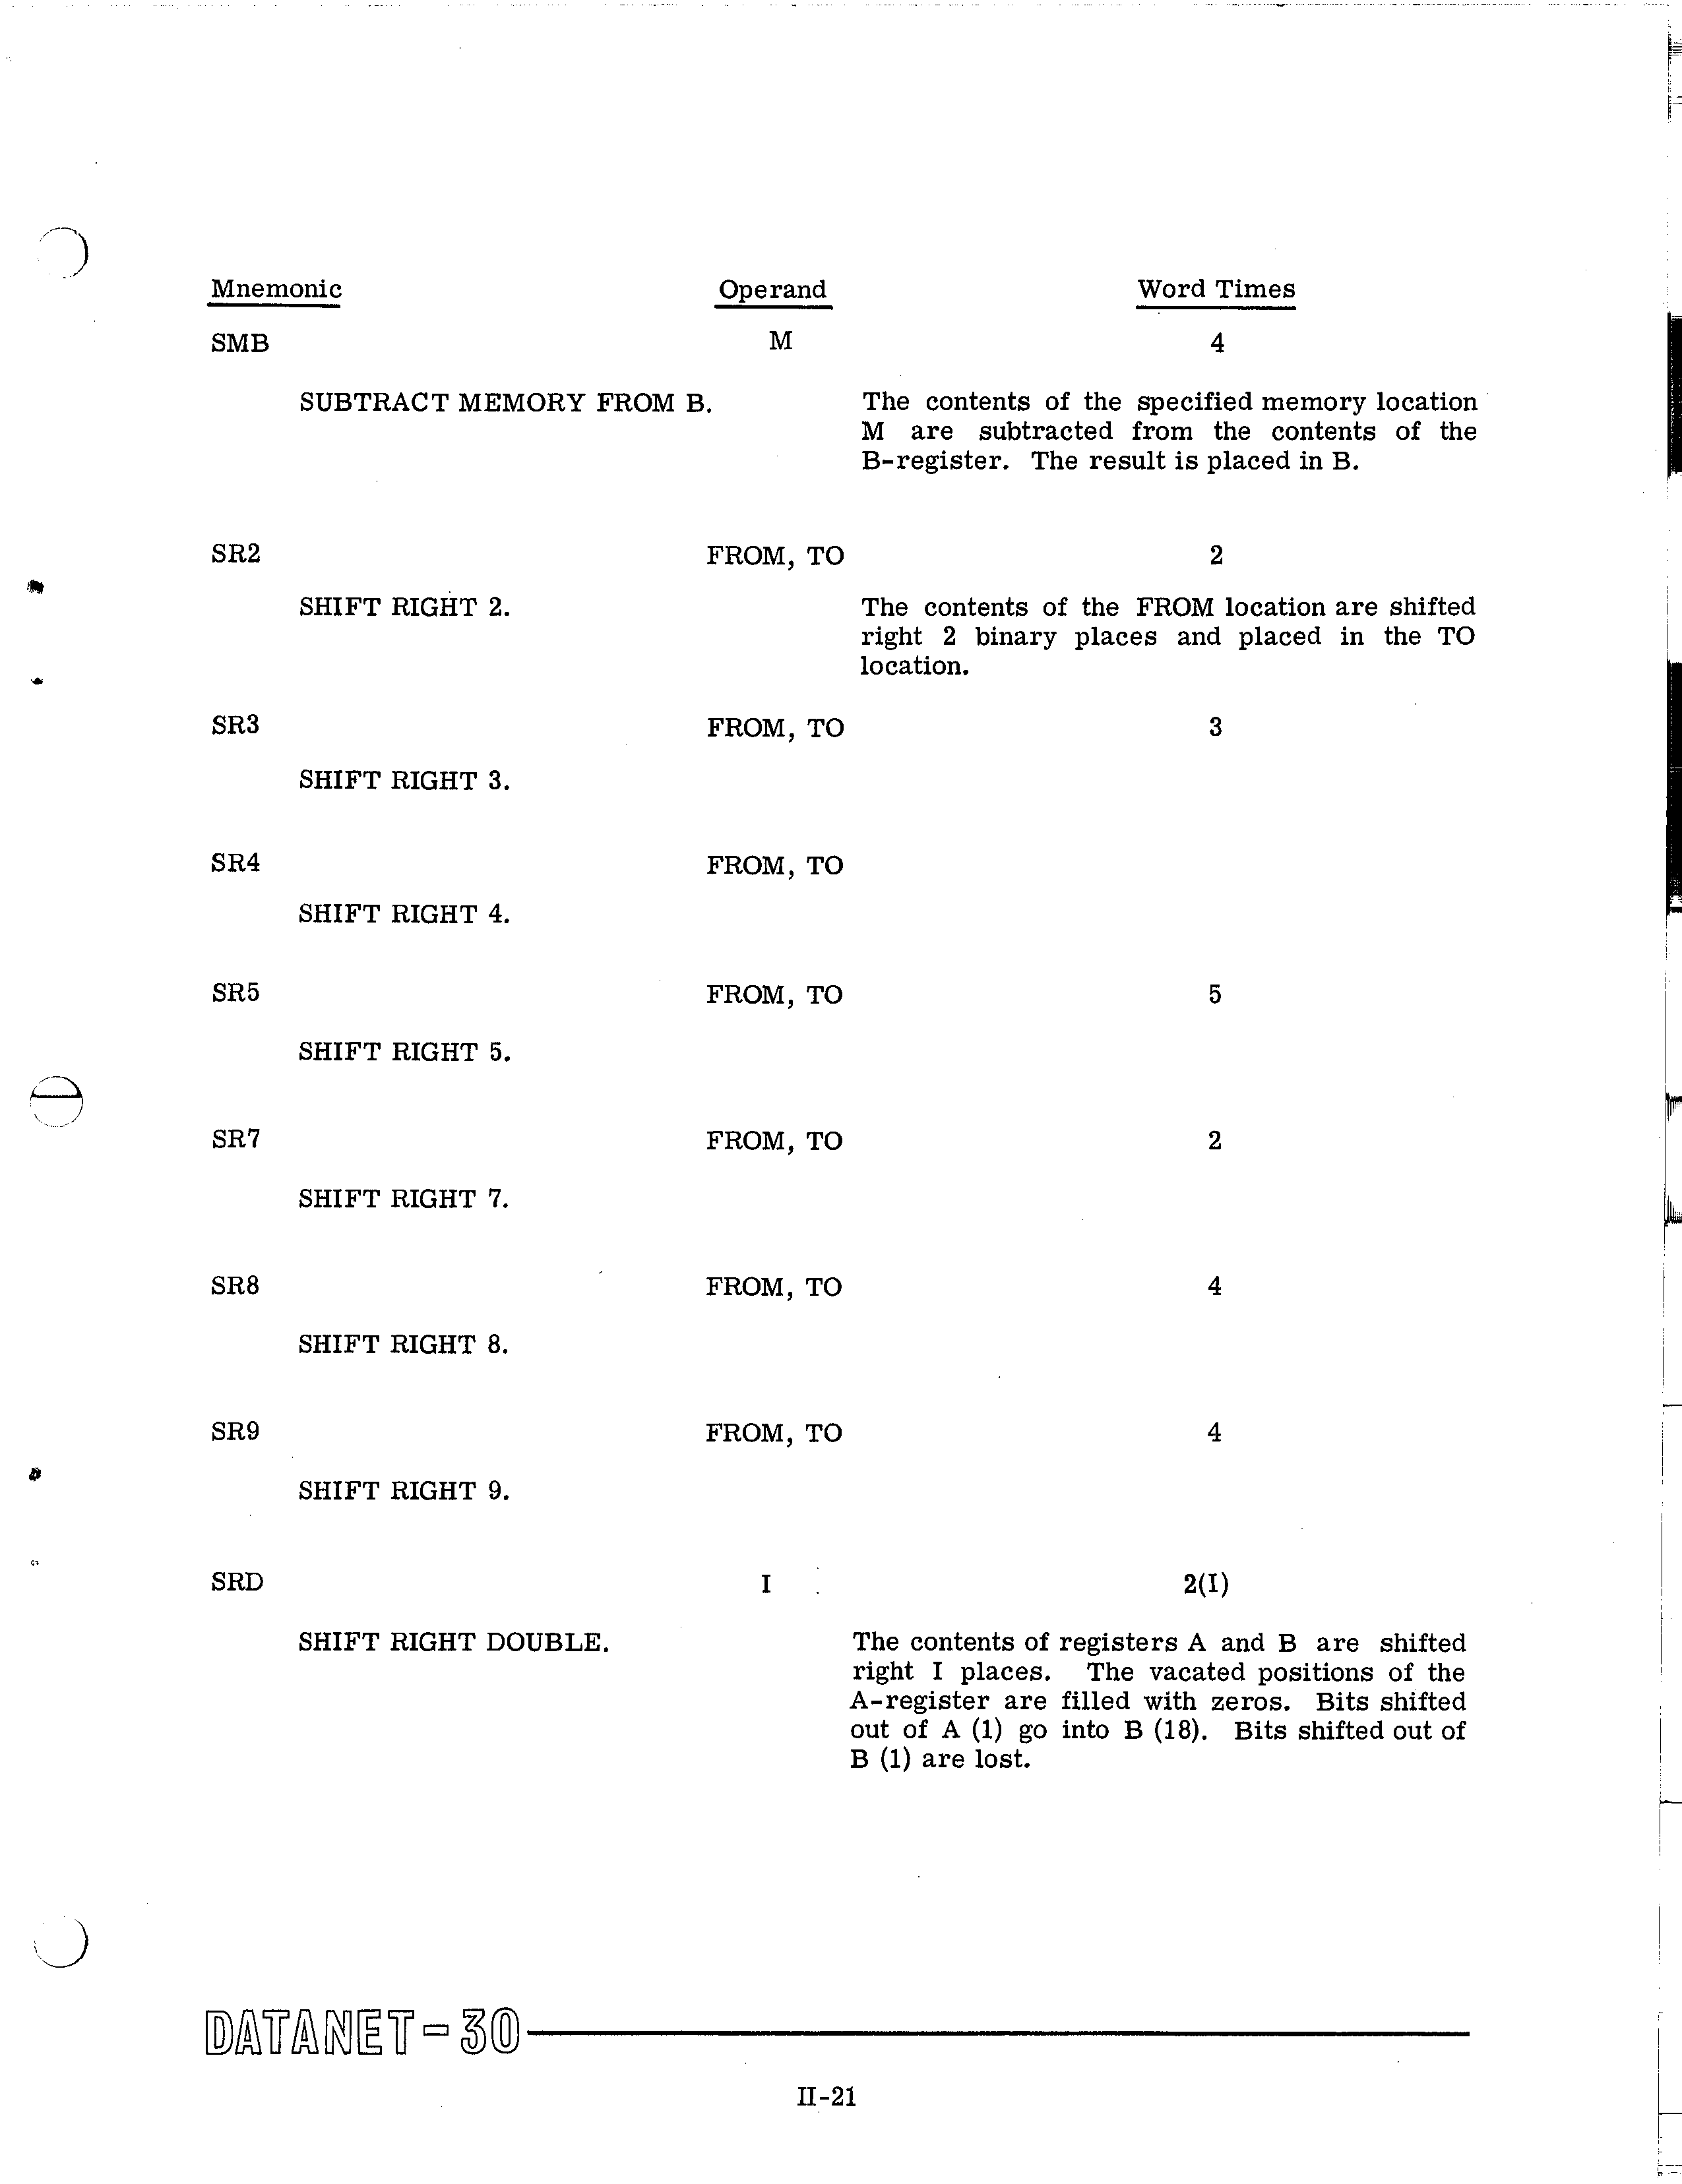 Mnemonic Operand Word Times
SMB M 4
SUBTRACT MEMORY FROM B. The contents of the specified memory location
M are subtracted from the contents of the
B-register. The result is placed in B.
SR2 FROM, TO 2
SHIFT RIGHT 2. The contents of the FROM location are shifted
right 2 binary places and placed in the TO
location.
SR3 FROM, TO 3
SHIFT RIGHT 3.
SR4 FROM, TO
SHIFT RIGHT 4.
SR5 FROM, TO 5
SHIFT RIGHT 5.
SR7 FROM, TO 2
SHIFT RIGHT 7.
SR8 FROM, TO 4
SHIFT RIGHT 8.
SR9 FROM, TO 4
SHIFT RIGHT 9.
SRD I 2(I)
SHIFT RIGHT DOUBLE. The contents of registers A and B are shifted
right I places. The vacated positions of the
A-register are filled with zeros. Bits shifted
out of A (1) go into B (18). Bits shifted out of
B (1) are lost.
DATANET-30
II-21